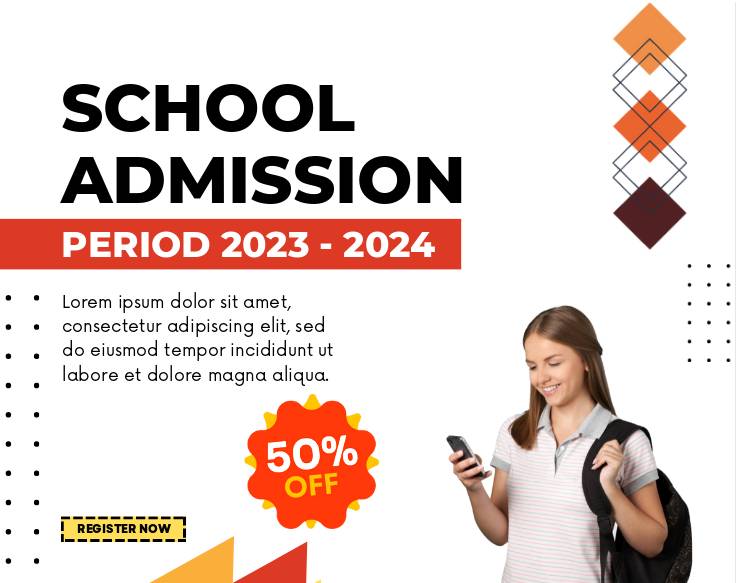 SCHOOL
ADMISSION
PERIOD 2023 - 2024
Lorem ipsum dolor sit amet,
consectetur adipiscing elit, sed
do eiusmod tempor incididunt ut
labore et dolore magna aliqua.
50%
OFF
REGISTER NOW